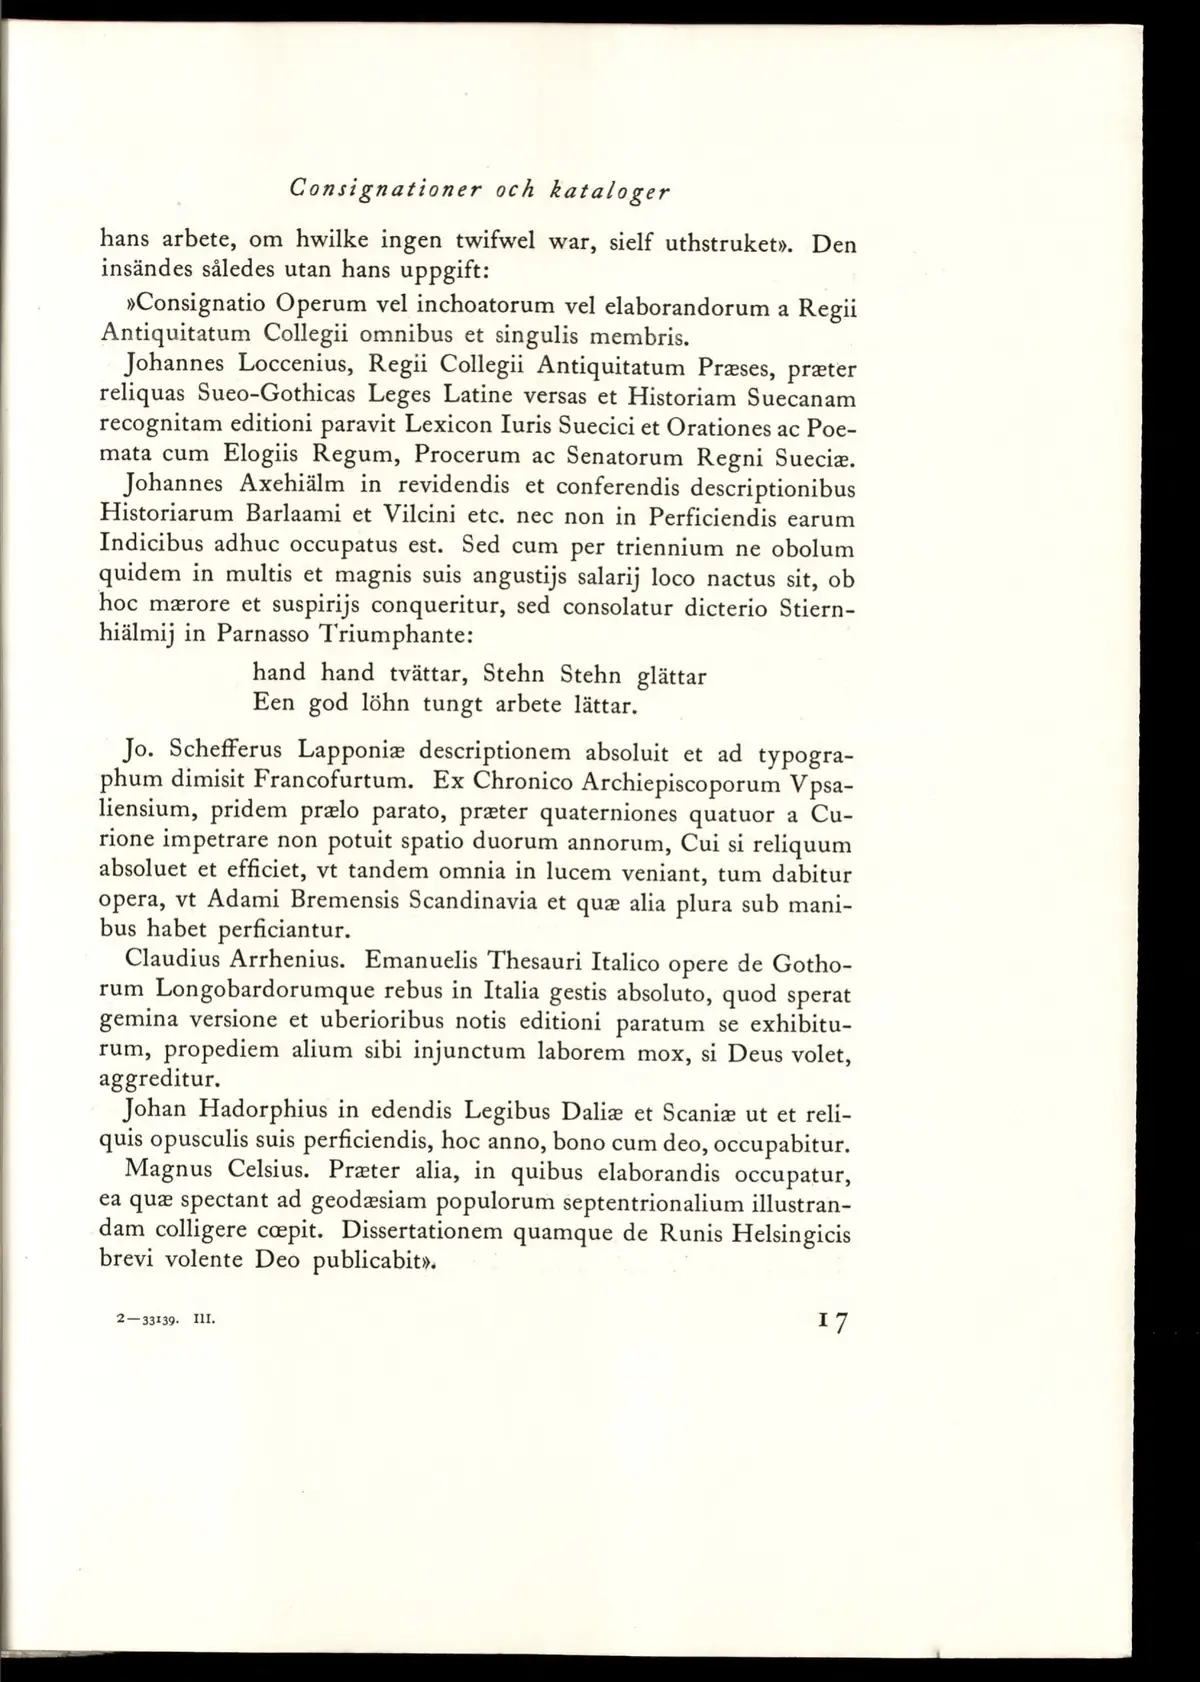 Consignationer och kataloger
hans arbete, om hwilke ingen twifwel war, sielf uthstruket». Den
insändes således utan hans uppgift:
»Consignatio Operum vel inchoatorum vel elaborandorum a Regii
Antiquitatum Collegii omnibus et singulis membris.
Johannes Loccenius, Regii Collegii Antiquitatum Præses, præter
reliquas Sueo-Gothicas Leges Latine versas et Historiam Suecanam
recognitam editioni paravit Lexicon Iuris Suecici et Orationes ac Poe-
mata cum Elogiis Regum, Procerum ac Senatorum Regni Sueciæ.
Johannes Axehiälm in revidendis et conferendis descriptionibus
Historiarum Barlaami et Vilcini etc. nec non in Perficiendis earum
Indicibus adhuc occupatus est. Sed cum per triennium ne obolum
quidem in multis et magnis suis angustijs salarij loco nactus sit, ob
hoc mærore et suspirijs conqueritur, sed consolatur dicterio Stiern-
hiälmij in Parnasso Triumphante:
hand hand tvättar, Stehn Stehn glättar
Een god löhn tungt arbete lättar.
Jo. Schefferus Lapponiæ descriptionem absoluit et ad typogra-
phum dimisit Francofurtum. Ex Chronico Archiepiscoporum Vpsa-
liensium, pridem prælo parato, præter quaterniones quatuor a Cu-
rione impetrare non potuit spatio duorum annorum, Cui si reliquum
absoluet et efficiet, vt tandem omnia in lucem veniant, tum dabitur
opera, vt Adami Bremensis Scandinavia et quæ alia plura sub mani-
bus habet perficiantur.
Claudius Arrhenius. Emanuelis Thesauri Italico opere de Gotho-
rum Longobardorumque rebus in Italia gestis absoluto, quod sperat
gemina versione et uberioribus notis editioni paratum se exhibitu-
rum, propediem alium sibi injunctum laborem mox, si Deus volet,
aggreditur.
Johan Hadorphius in edendis Legibus Daliæ et Scaniæ ut et reli-
quis opusculis suis perficiendis, hoc anno, bono cum deo, occupabitur.
Magnus Celsius. Præter alia, in quibus elaborandis occupatur,
ea quæ spectant ad geodæsiam populorum septentrionalium illustran-
dam colligere cœpit. Dissertationem quamque de Runis Helsingicis
brevi volente Deo publicabit».
2—33139. III.
17